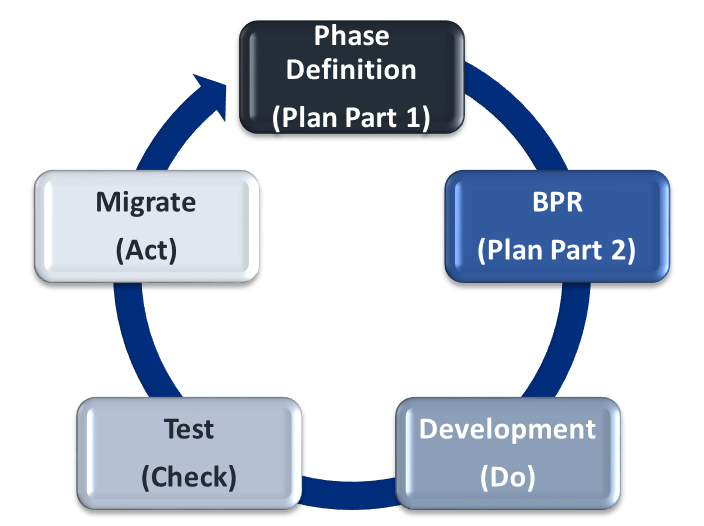 Phase
Definition
(Plan Part 1)
BPR
(Plan Part 2)
Development
(Do)
Test
(Check)
Migrate
(Act)